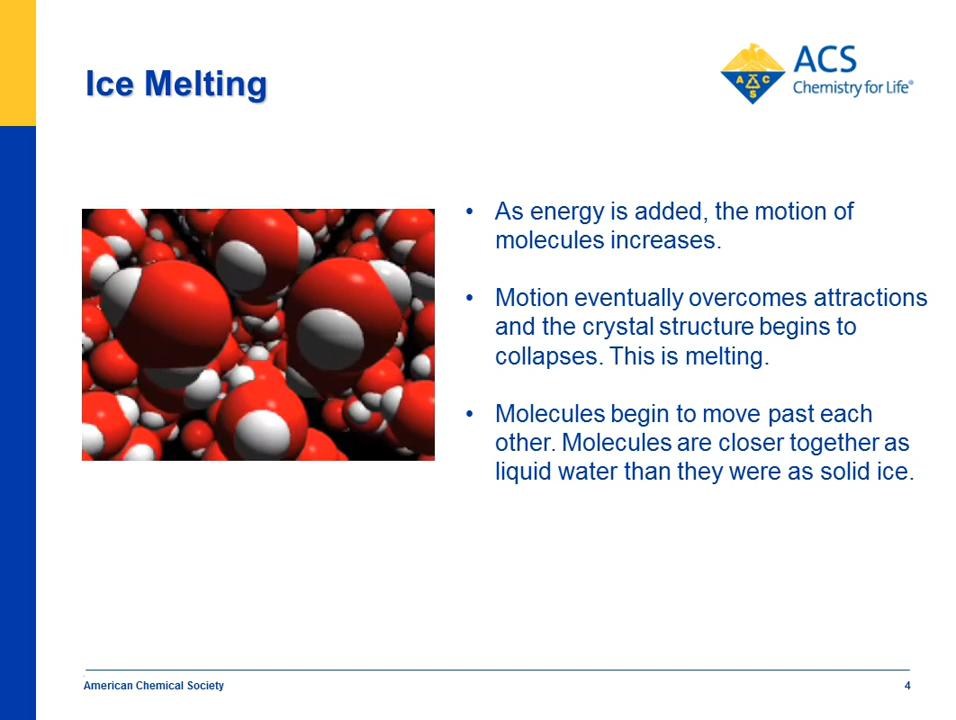 Ice Melting
ACS
Chemistry for Life®
A C S
• As energy is added, the motion of
molecules increases.
• Motion eventually overcomes attractions
and the crystal structure begins to
collapses. This is melting.
• Molecules begin to move past each
other. Molecules are closer together as
liquid water than they were as solid ice.
American Chemical Society
4